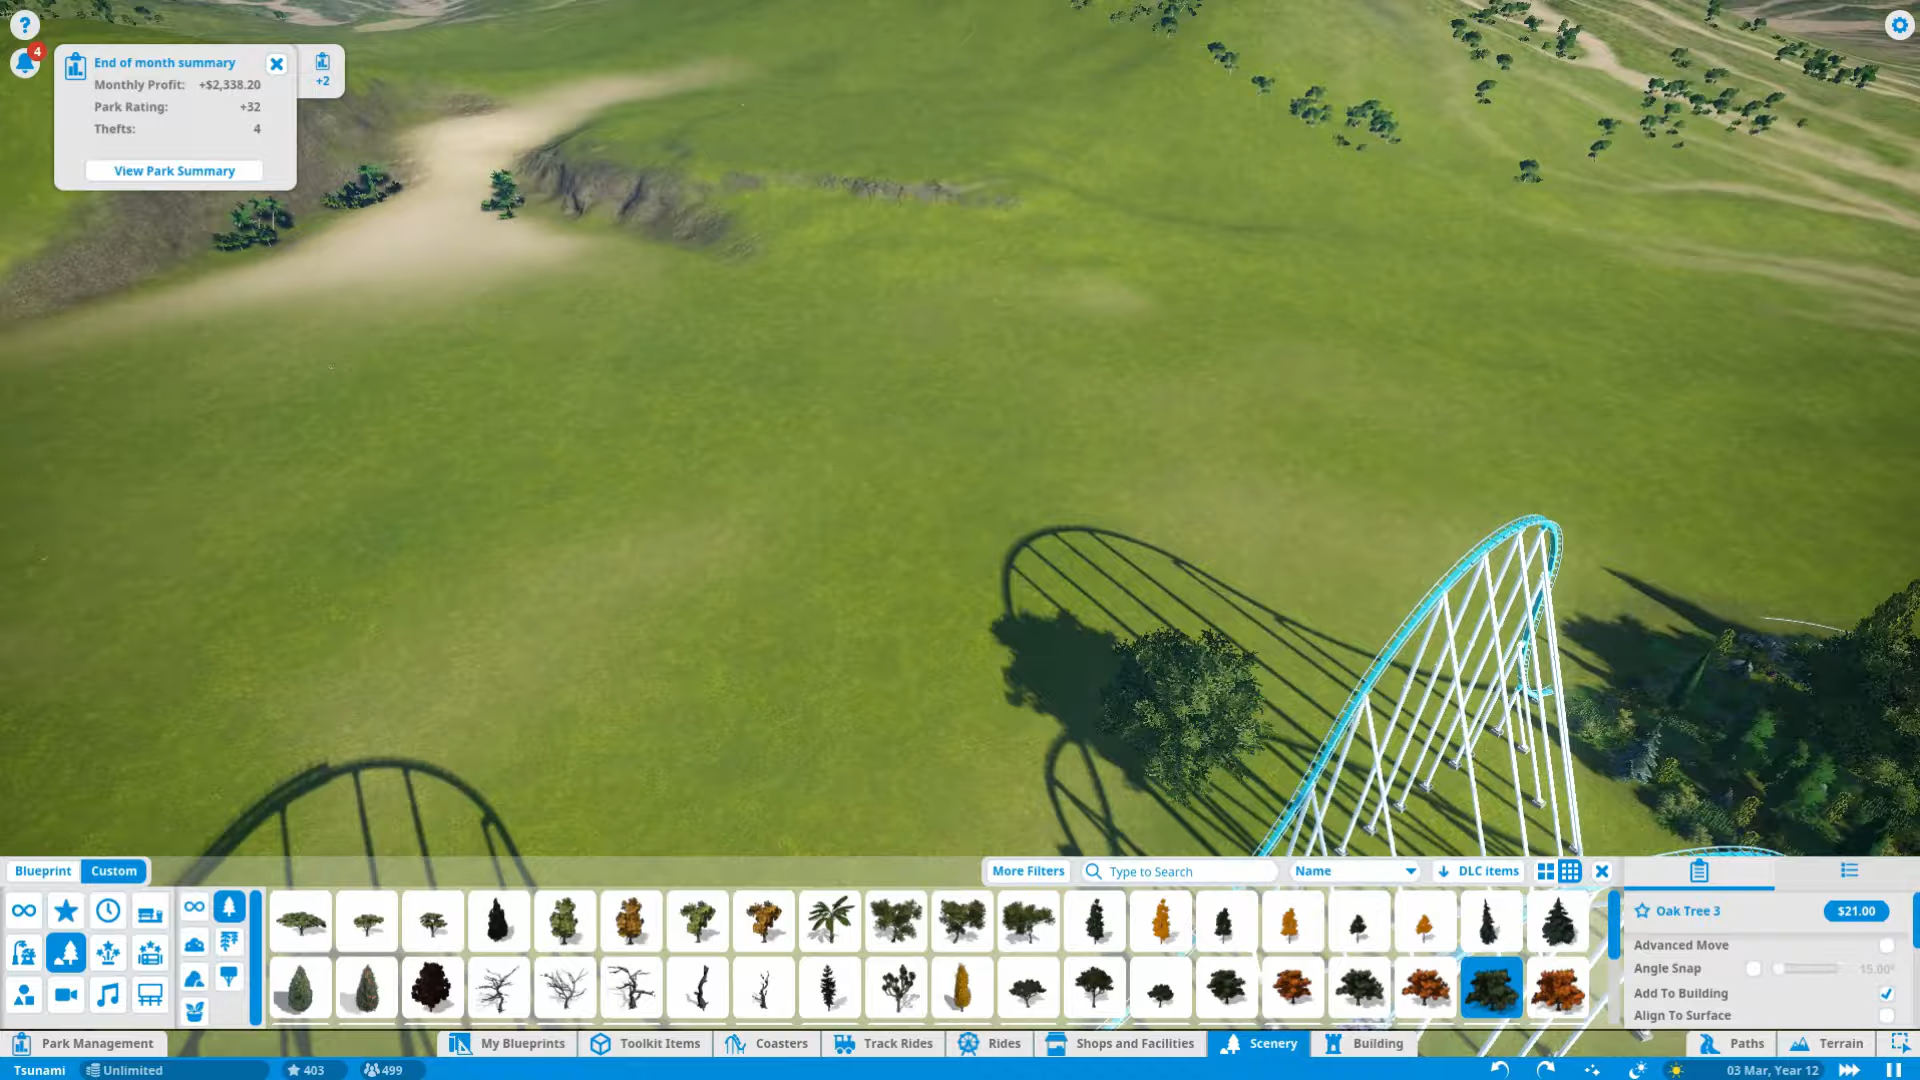 ?
4
End of month summary
Monthly Profit: +$2,338.20
Park Rating: +32
Thefts: 4
View Park Summary
+2
Blueprint Custom
More Filters Type to Search Name DLC items
Oak Tree 3 $21.00
Advanced Move
Angle Snap 15.00°
Add To Building
Align To Surface
Park Management My Blueprints Toolkit Items Coasters Track Rides Rides Shops and Facilities Scenery Building Paths Terrain
Tsunami Unlimited 403 499 03 Mar, Year 12